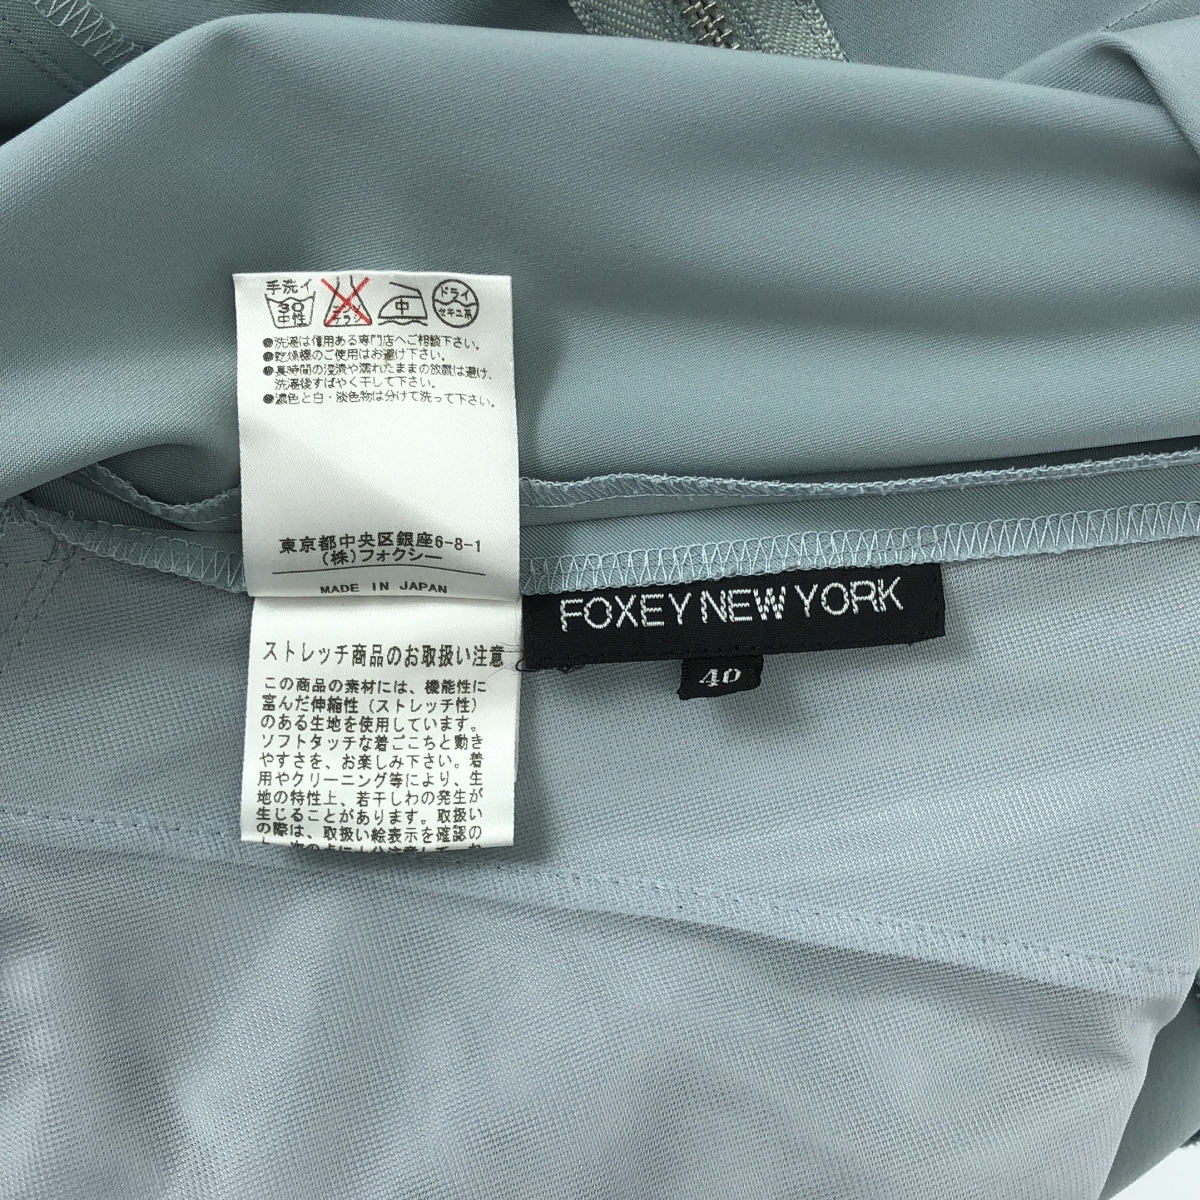 手洗イ
30
中性
エンソ
サラシ
中
ドライ
セキユ系
●洗濯は信用ある専門店へご相談下さい。
●乾燥機のご使用はお避け下さい。
●長時間の浸漬や濡れたままの放置は避け、
洗濯後すばやく干して下さい。
●濃色と白・淡色物は分けて洗って下さい。
東京都中央区銀座6-8-1
(株)フォクシー
MADE IN JAPAN
FOXEY NEW YORK
40
ストレッチ商品のお取扱い注意
この商品の素材には、機能性に
富んだ伸縮性(ストレッチ性)
のある生地を使用しています。
ソフトタッチな着ごこちと動き
やすさを、お楽しみ下さい。着
用やクリーニング等により、生
地の特性上、若干しわの発生が
生じることがあります。取扱い
の際は、取扱い絵表示を確認の